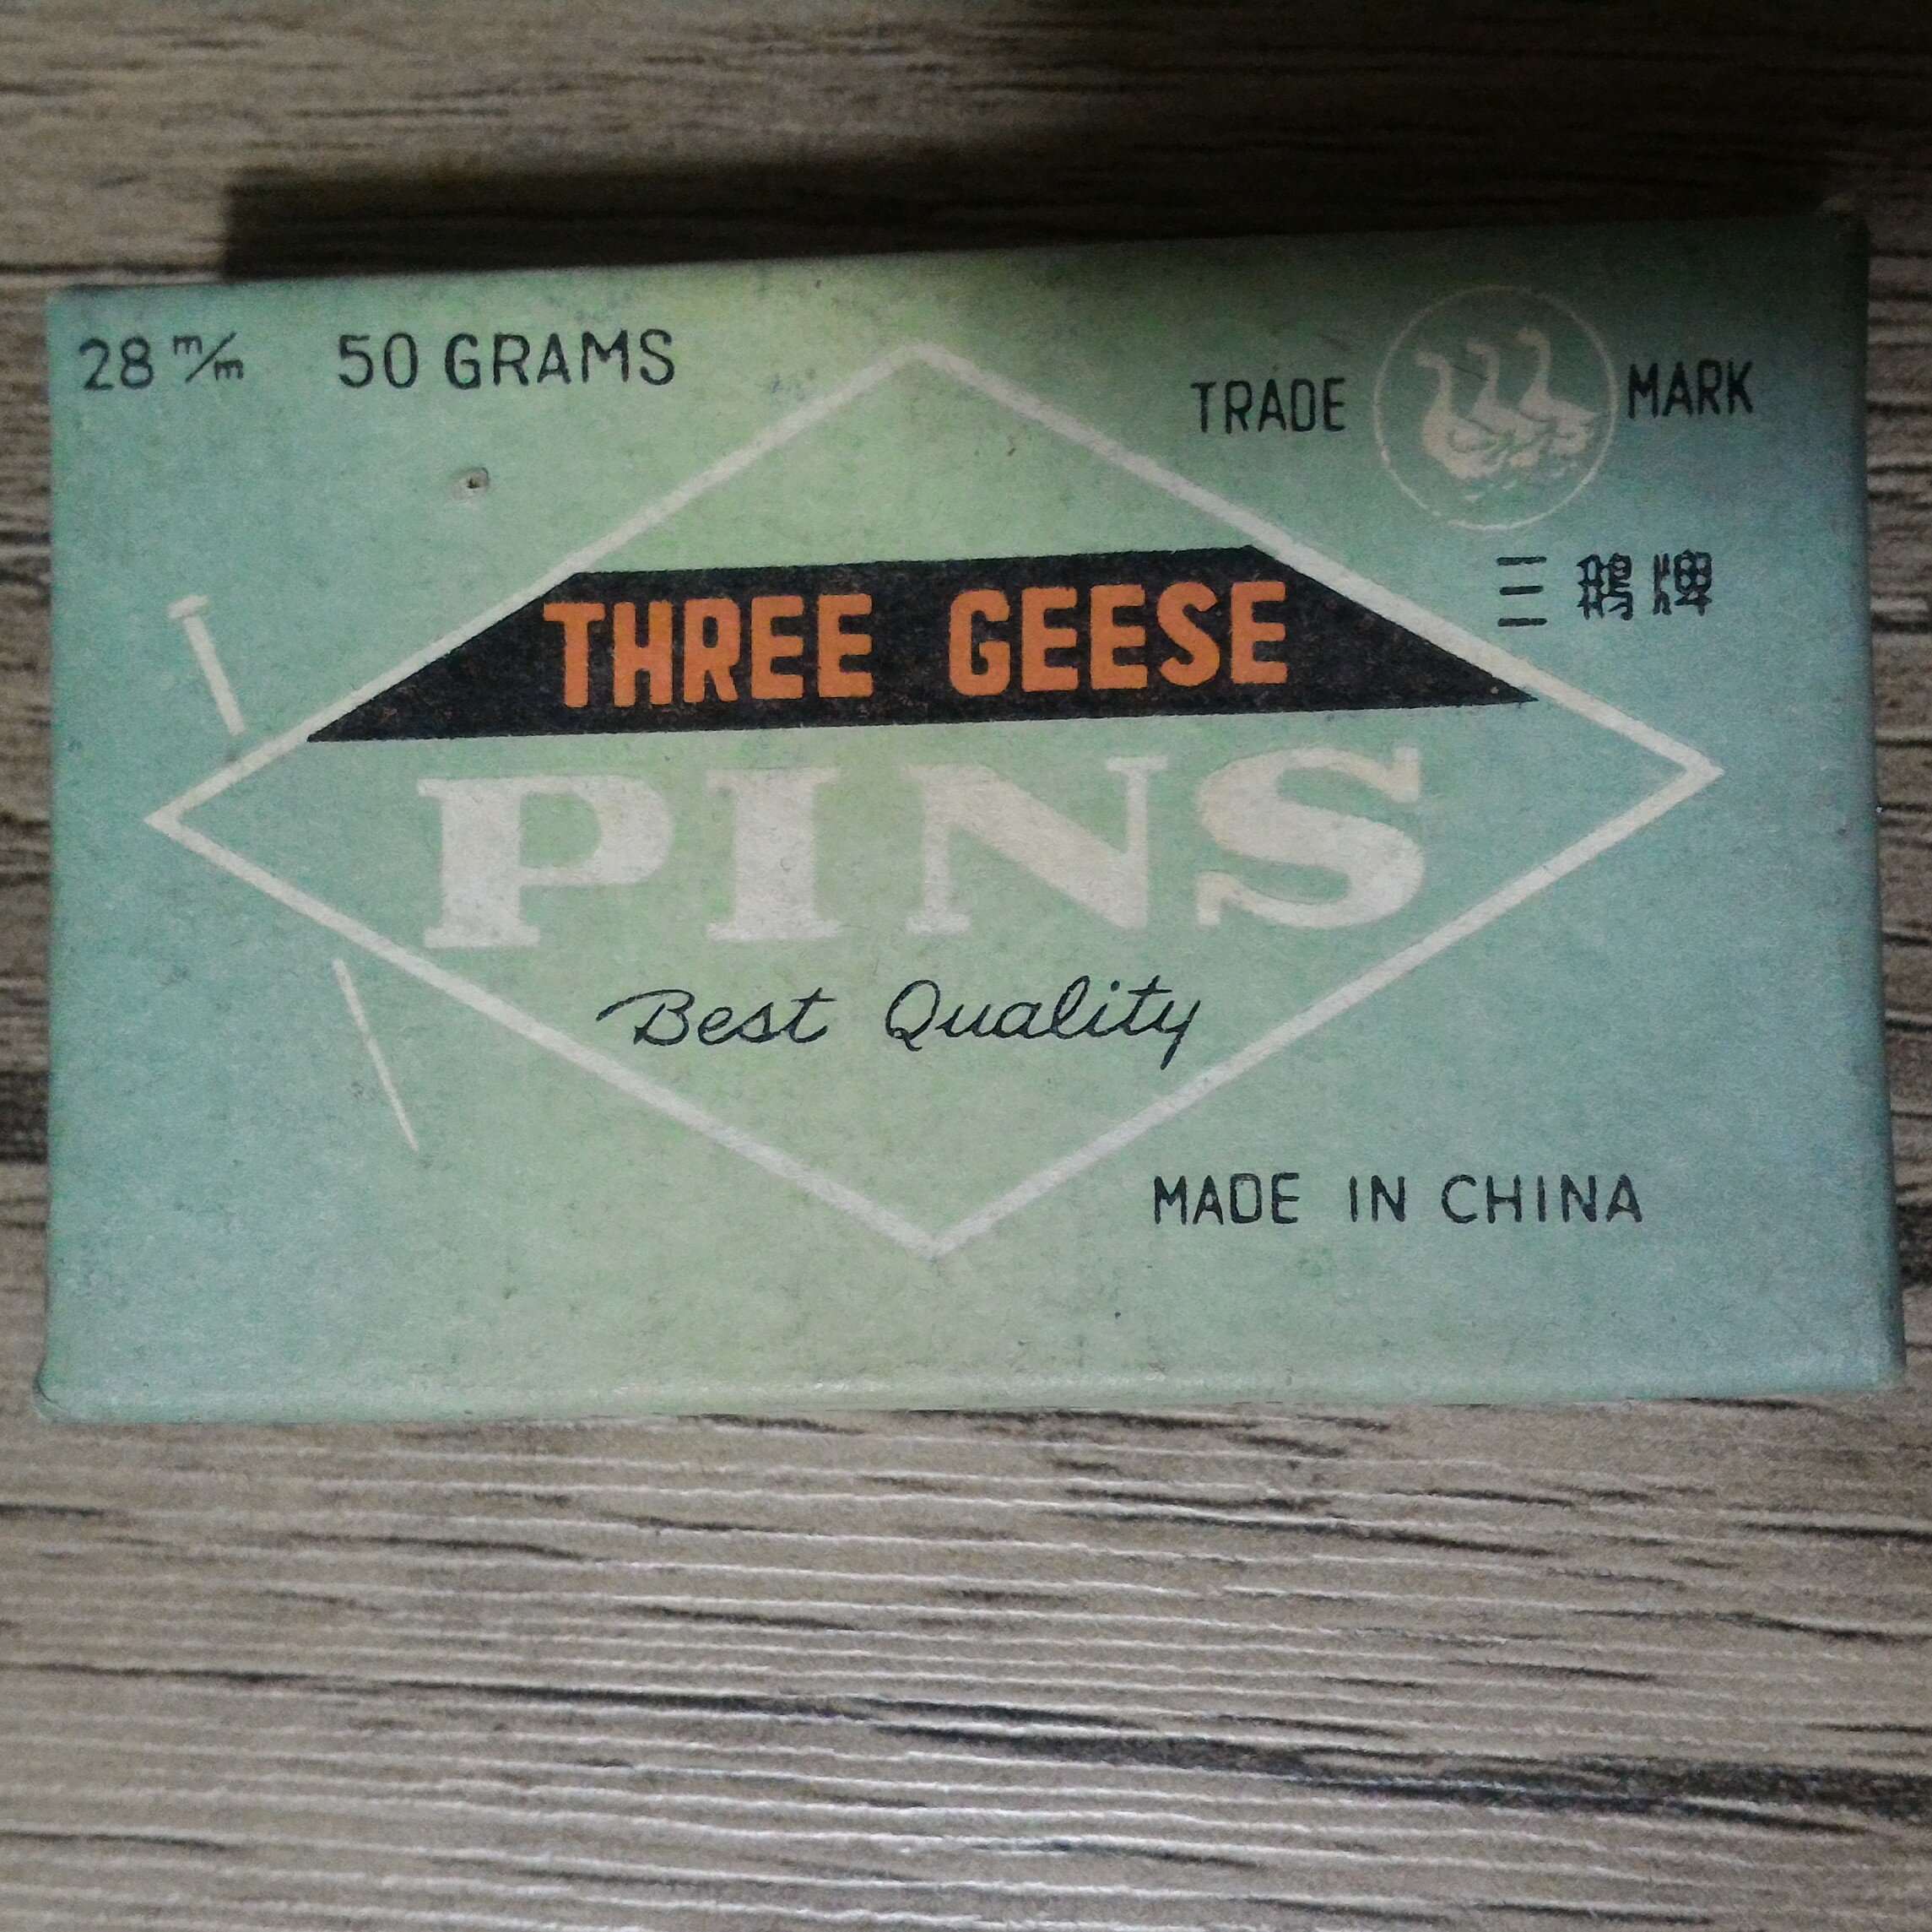 28 m/m 50 GRAMS
TRADE MARK
三鵝牌
THREE GEESE
PINS
Best Quality
MADE IN CHINA